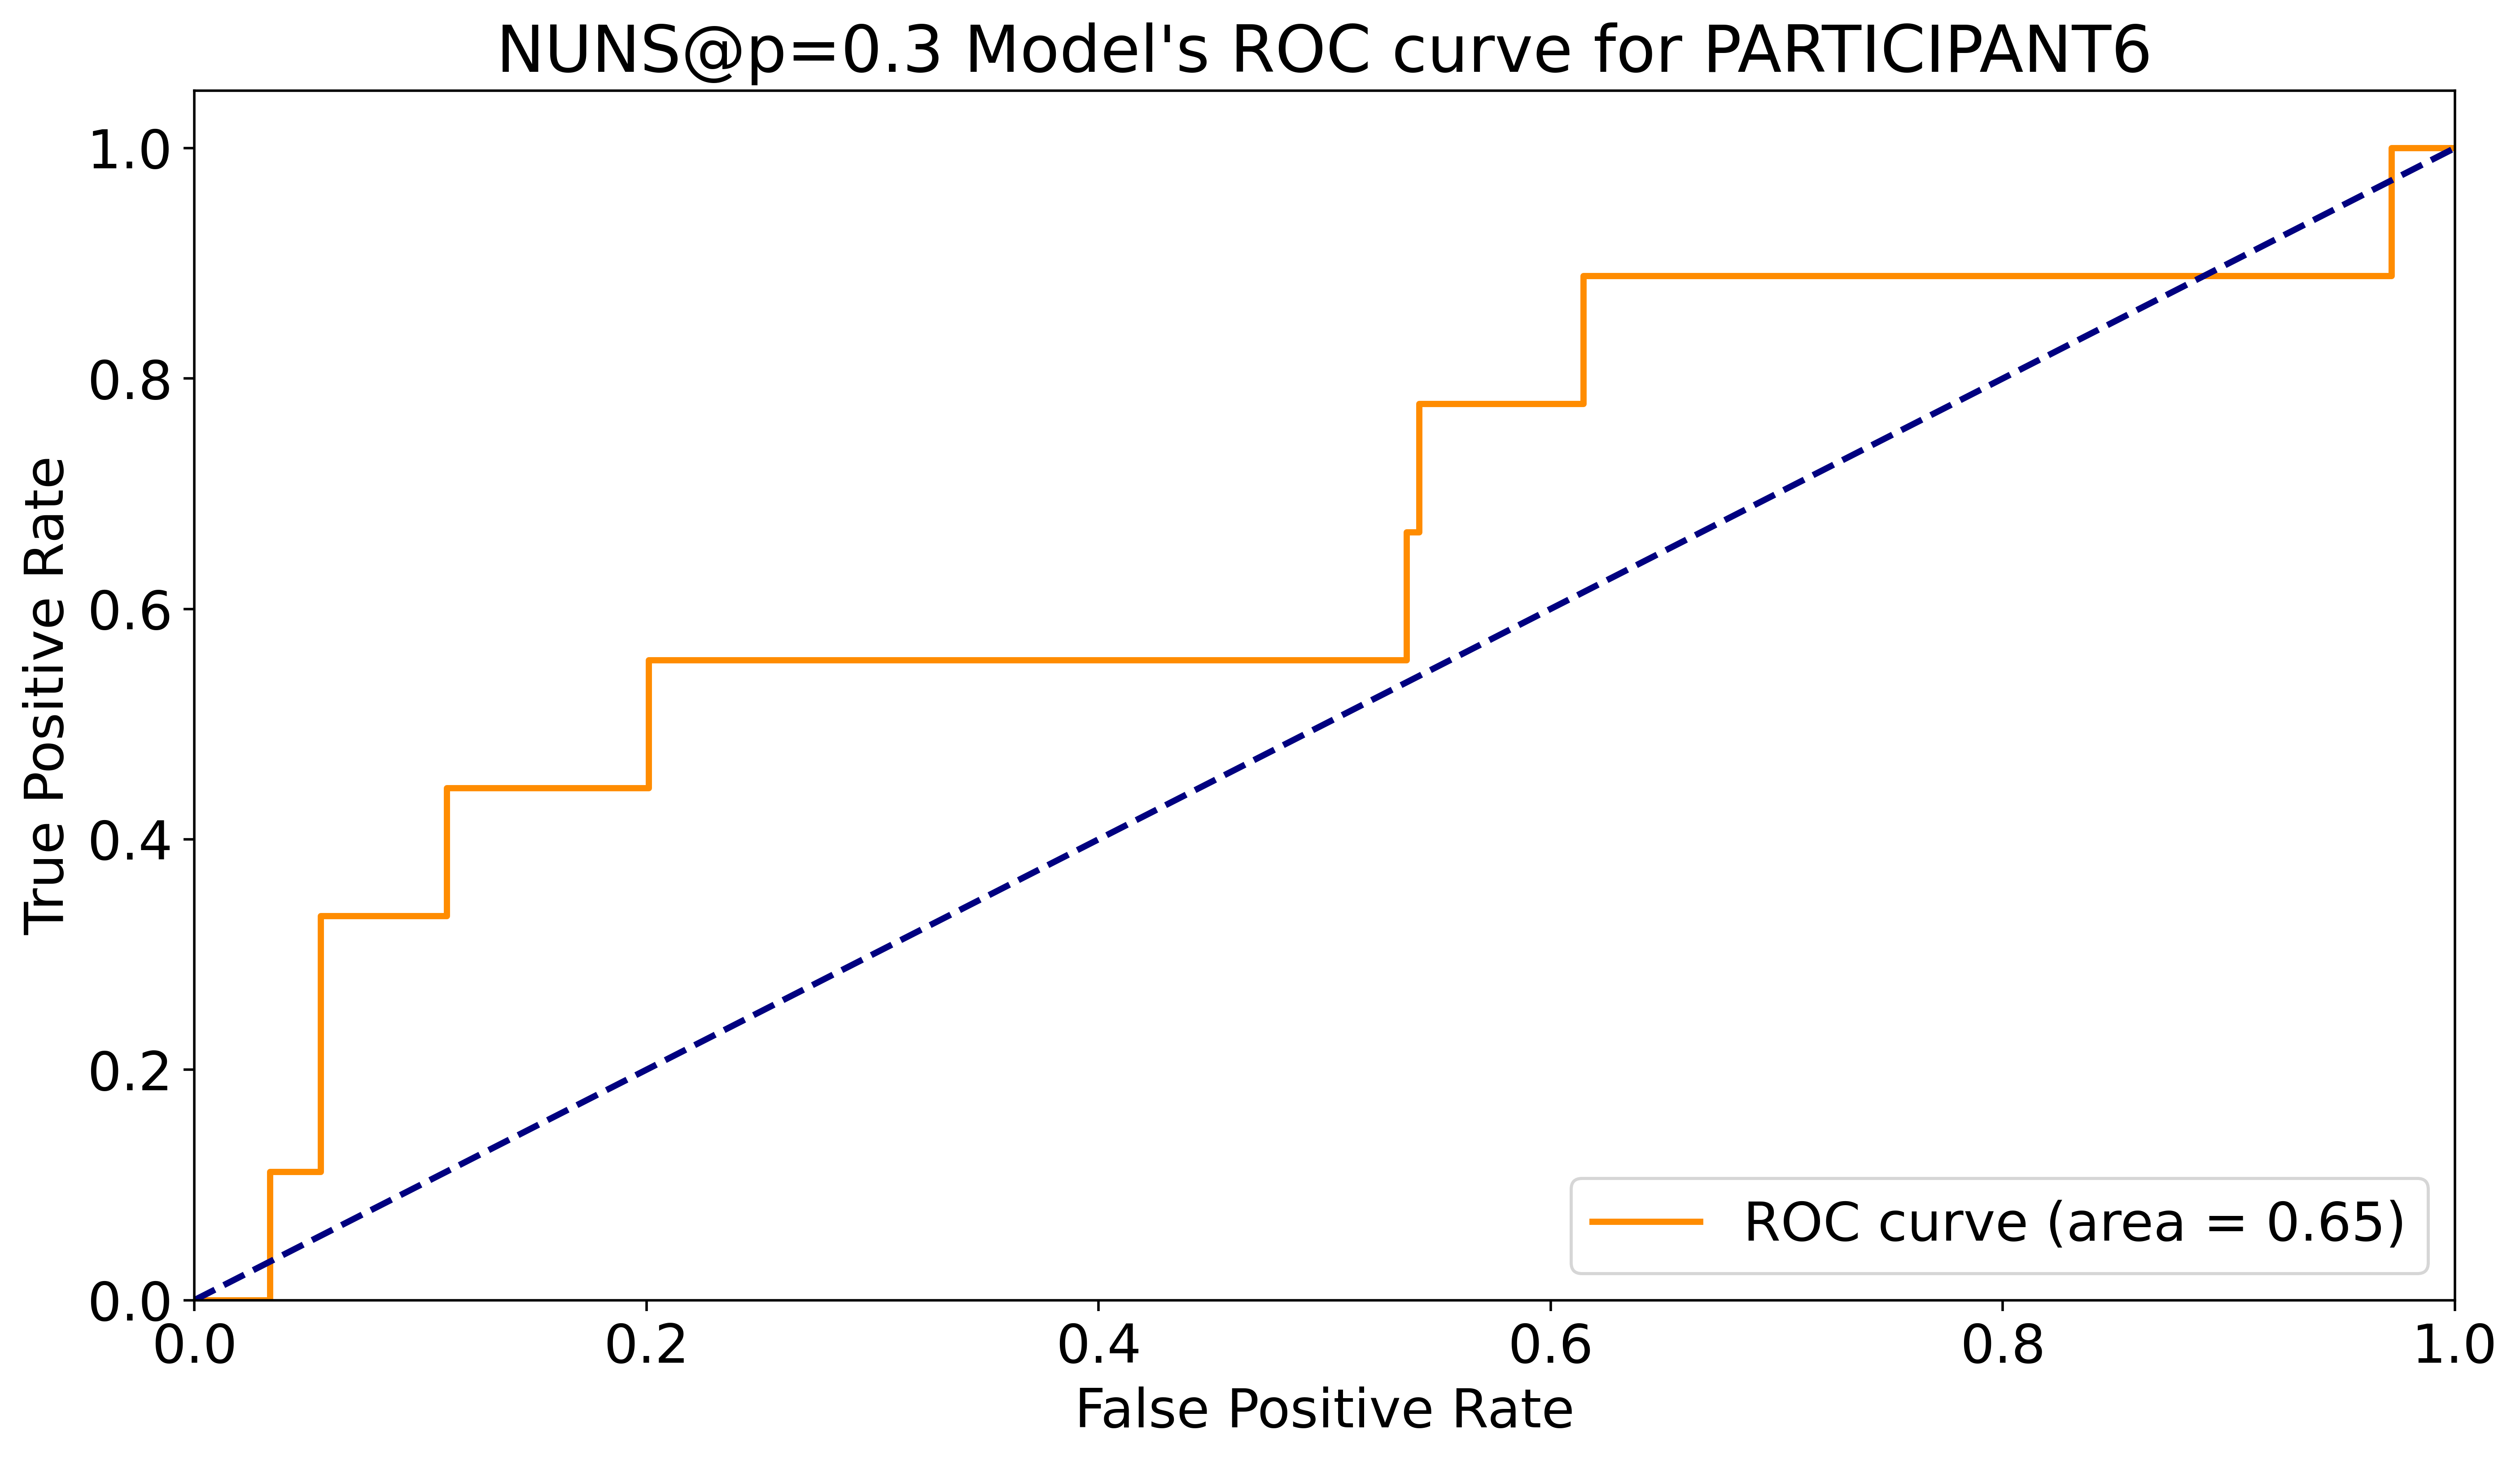 NUNS@p=0.3 Model's ROC curve for PARTICIPANT6
1.0
0.8
0.6
0.4
0.2
0.0
True Positive Rate
ROC curve (area = 0.65)
0.0 0.2 0.4 0.6 0.8 1.0
False Positive Rate